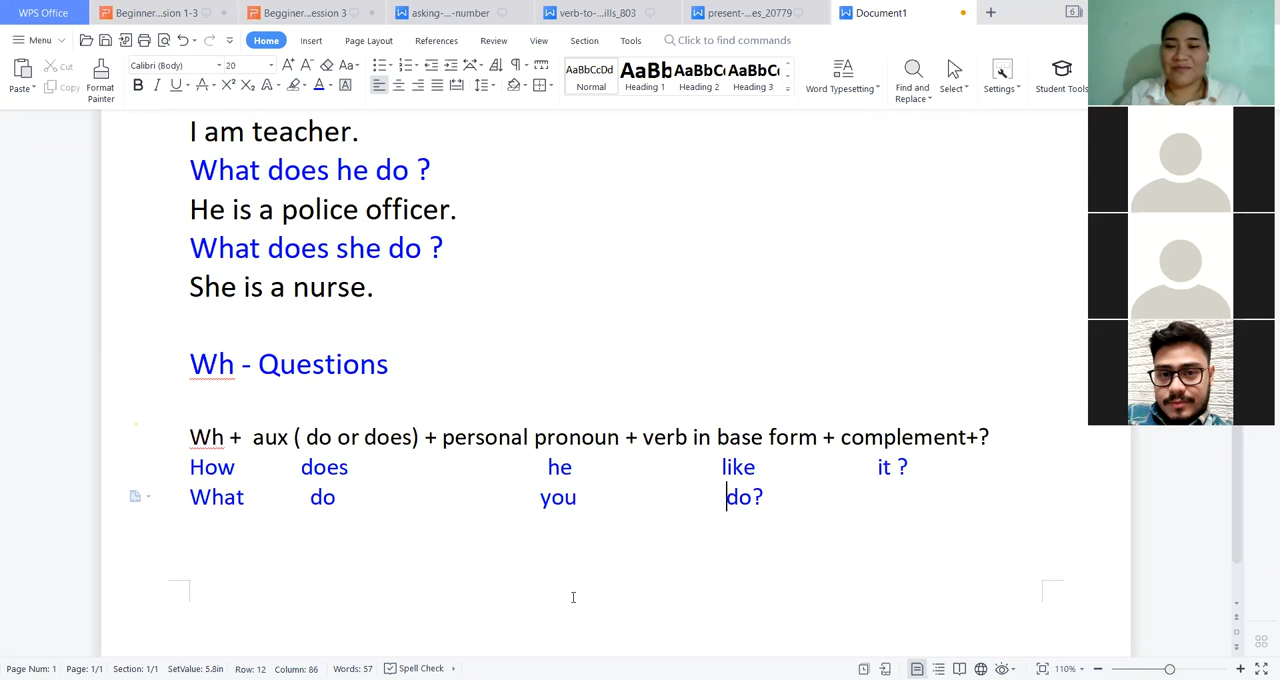 WPS Office
Beginner...sion 1-3
Begginer...ession 3
asking-...-number
verb-to-...ills_803
present-...es_20779
Document1
6
Menu
Home
Insert
Page Layout
References
Review
View
Section
Tools
Click to find commands
Paste
Cut
Copy
Format Painter
Calibri (Body)
20
AaBbCcDd
Normal
AaBb
Heading 1
AaBbC
Heading 2
AaBbC
Heading 3
Word Typesetting
Find and Replace
Select
Settings
Student Tools
I am teacher.
What does he do ?
He is a police officer.
What does she do ?
She is a nurse.
Wh - Questions
Wh + aux ( do or does) + personal pronoun + verb in base form + complement+?
How does he like it ?
What do you do?
Page Num: 1 Page: 1/1 Section: 1/1 SetValue: 5.8in Row: 12 Column: 86 Words: 57 Spell Check 110%